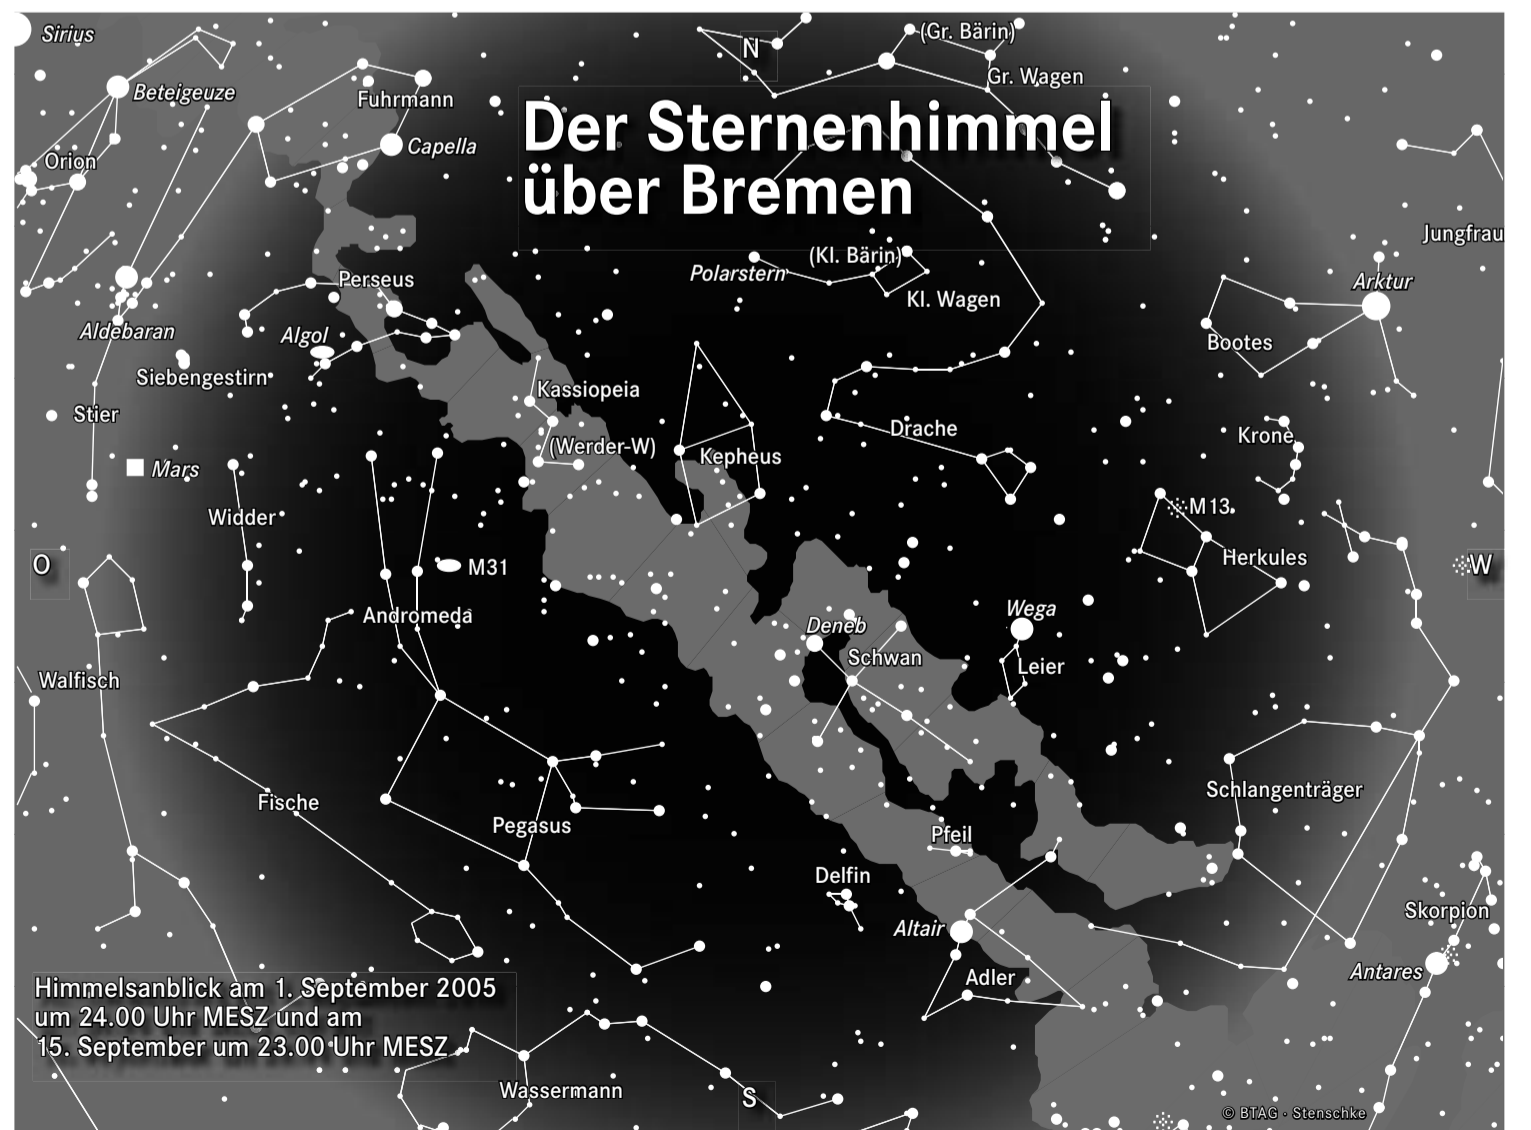 Sirius
N
(Gr. Bärin)
Gr. Wagen
Beteigeuze
Fuhrmann
Capella
Orion
Der Sternenhimmel
über Bremen
Jungfrau
Perseus
Polarstern
(Kl. Bärin)
Kl. Wagen
Arktur
Aldebaran
Algol
Bootes
Siebengestirn
Kassiopeia
Stier
Drache
Krone
(Werder-W)
Kepheus
Mars
Widder
M 13
O
M31
Herkules
W
Andromeda
Wega
Deneb
Schwan
Leier
Walfisch
Fische
Schlangenträger
Pegasus
Pfeil
Delfin
Skorpion
Altair
Adler
Antares
Himmelsanblick am 1. September 2005
um 24.00 Uhr MESZ und am
15. September um 23.00 Uhr MESZ
Wassermann
S
© BTAG · Stenschke